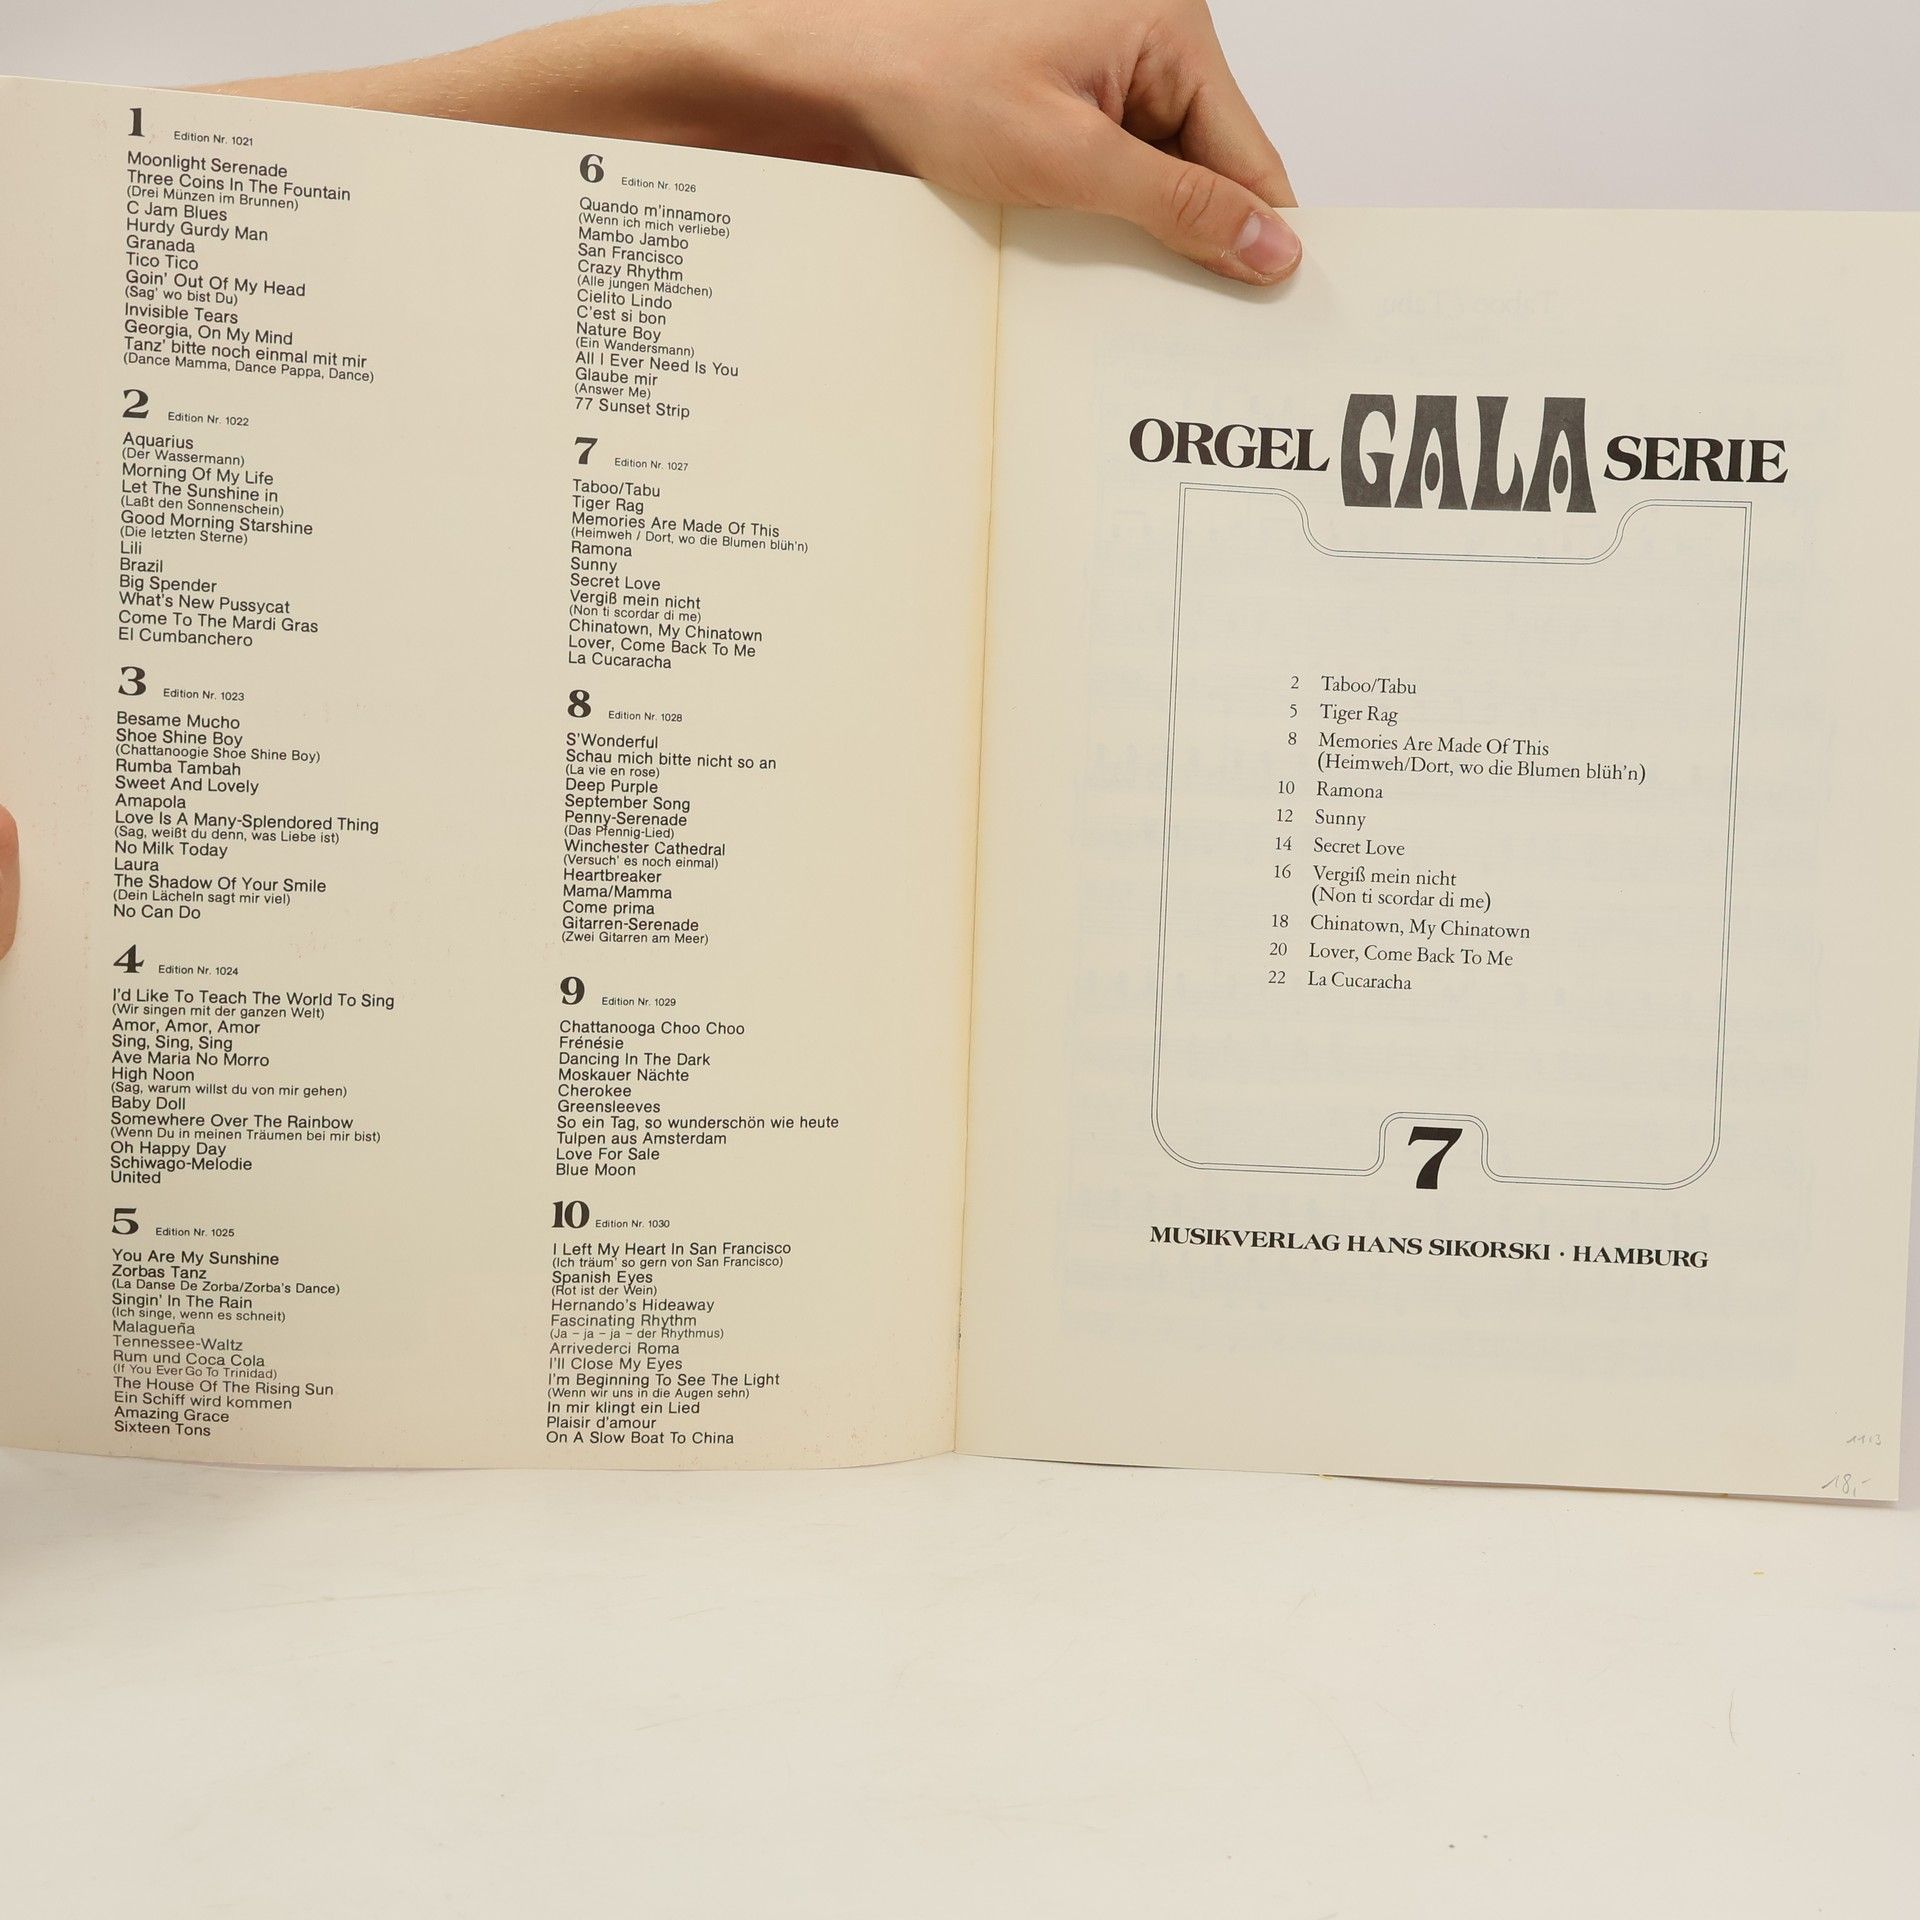 1 Edition Nr. 1021
Moonlight Serenade
Three Coins In The Fountain
(Drei Münzen im Brunnen)
C Jam Blues
Hurdy Gurdy Man
Granada
Tico Tico
Goin' Out Of My Head
(Sag' wo bist Du)
Invisible Tears
Georgia, On My Mind
Tanz' bitte noch einmal mit mir
(Dance Mamma, Dance Pappa, Dance)
2 Edition Nr. 1022
Aquarius
(Der Wassermann)
Morning Of My Life
Let The Sunshine in
(Laßt den Sonnenschein)
Good Morning Starshine
(Die letzten Sterne)
Lili
Brazil
Big Spender
What's New Pussycat
Come To The Mardi Gras
El Cumbanchero
3 Edition Nr. 1023
Besame Mucho
Shoe Shine Boy
(Chattanoogie Shoe Shine Boy)
Rumba Tambah
Sweet And Lovely
Amapola
Love Is A Many-Splendored Thing
(Sag, weißt du denn, was Liebe ist)
No Milk Today
Laura
The Shadow Of Your Smile
(Dein Lächeln sagt mir viel)
No Can Do
4 Edition Nr. 1024
I'd Like To Teach The World To Sing
(Wir singen mit der ganzen Welt)
Amor, Amor, Amor
Sing, Sing, Sing
Ave Maria No Morro
High Noon
(Sag, warum willst du von mir gehen)
Baby Doll
Somewhere Over The Rainbow
(Wenn Du in meinen Träumen bei mir bist)
Oh Happy Day
Schiwago-Melodie
United
5 Edition Nr. 1025
You Are My Sunshine
Zorbas Tanz
(La Danse De Zorba/Zorba's Dance)
Singin' In The Rain
(Ich singe, wenn es schneit)
Malagueña
Tennessee-Waltz
Rum und Coca Cola
(If You Ever Go To Trinidad)
The House Of The Rising Sun
Ein Schiff wird kommen
Amazing Grace
Sixteen Tons
6 Edition Nr. 1026
Quando m'innamoro
(Wenn ich mich verliebe)
Mambo Jambo
San Francisco
Crazy Rhythm
(Alle jungen Mädchen)
Cielito Lindo
C'est si bon
Nature Boy
(Ein Wandersmann)
All I Ever Need Is You
Glaube mir
(Answer Me)
77 Sunset Strip
7 Edition Nr. 1027
Taboo/Tabu
Tiger Rag
Memories Are Made Of This
(Heimweh / Dort, wo die Blumen blüh'n)
Ramona
Sunny
Secret Love
Vergiß mein nicht
(Non ti scordar di me)
Chinatown, My Chinatown
Lover, Come Back To Me
La Cucaracha
8 Edition Nr. 1028
S'Wonderful
Schau mich bitte nicht so an
(La vie en rose)
Deep Purple
September Song
Penny-Serenade
(Das Pfennig-Lied)
Winchester Cathedral
(Versuch' es noch einmal)
Heartbreaker
Mama/Mamma
Come prima
Gitarren-Serenade
(Zwei Gitarren am Meer)
9 Edition Nr. 1029
Chattanooga Choo Choo
Frénésie
Dancing In The Dark
Moskauer Nächte
Cherokee
Greensleeves
So ein Tag, so wunderschön wie heute
Tulpen aus Amsterdam
Love For Sale
Blue Moon
10 Edition Nr. 1030
I Left My Heart In San Francisco
(Ich träum' so gern von San Francisco)
Spanish Eyes
(Rot ist der Wein)
Hernando's Hideaway
Fascinating Rhythm
(Ja – ja – ja – der Rhythmus)
Arrivederci Roma
I'll Close My Eyes
I'm Beginning To See The Light
(Wenn wir uns in die Augen sehn)
In mir klingt ein Lied
Plaisir d'amour
On A Slow Boat To China
ORGEL GALA SERIE
2 Taboo/Tabu
5 Tiger Rag
8 Memories Are Made Of This
(Heimweh/Dort, wo die Blumen blüh'n)
10 Ramona
12 Sunny
14 Secret Love
16 Vergiß mein nicht
(Non ti scordar di me)
18 Chinatown, My Chinatown
20 Lover, Come Back To Me
22 La Cucaracha
7
MUSIKVERLAG HANS SIKORSKI · HAMBURG
18,-